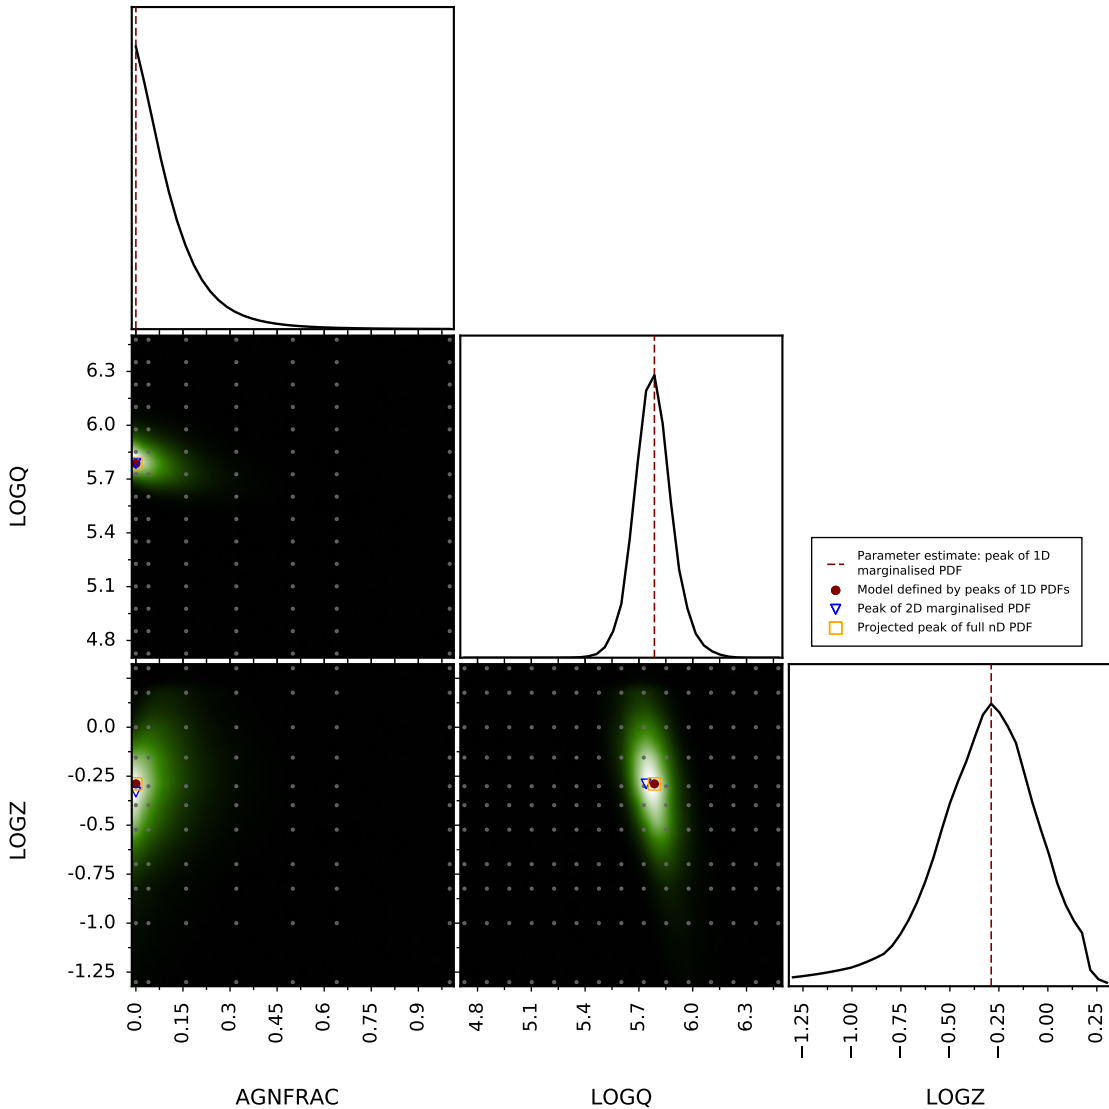 6.3
6.0
5.7
5.4
5.1
4.8
LOGQ
Parameter estimate: peak of 1D
marginalised PDF
Model defined by peaks of 1D PDFs
Peak of 2D marginalised PDF
Projected peak of full nD PDF
0.0
-0.25
-0.5
-0.75
-1.0
-1.25
LOGZ
0.0 0.15 0.3 0.45 0.6 0.75 0.9
4.8 5.1 5.4 5.7 6.0 6.3
−1.25 −1.00 −0.75 −0.50 −0.25 0.00 0.25
AGNFRAC LOGQ LOGZ